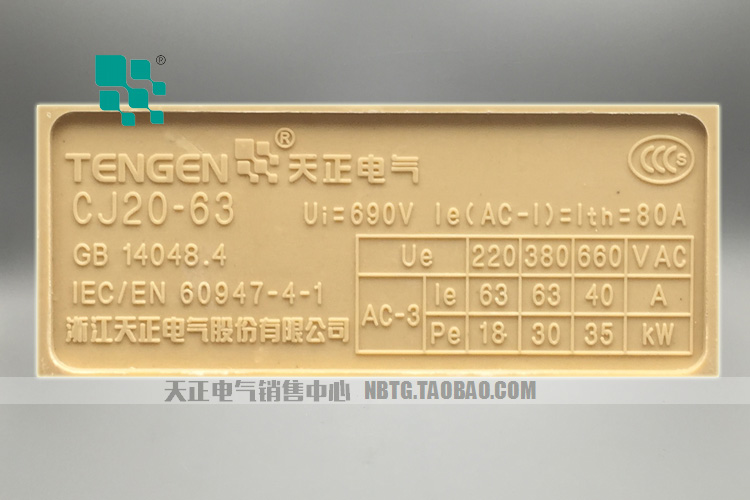 ®
TENGEN ® 天正电气
CCC S
CJ20-63 Ui=690V Ie(AC-1)=Ith=80A
GB 14048.4
IEC/EN 60947-4-1
浙江天正电气股份有限公司
Ue 220 380 660 VAC
AC-3 Ie 63 63 40 A
Pe 18 30 35 kW
天正电气销售中心 NBTG.TAOBAO.COM